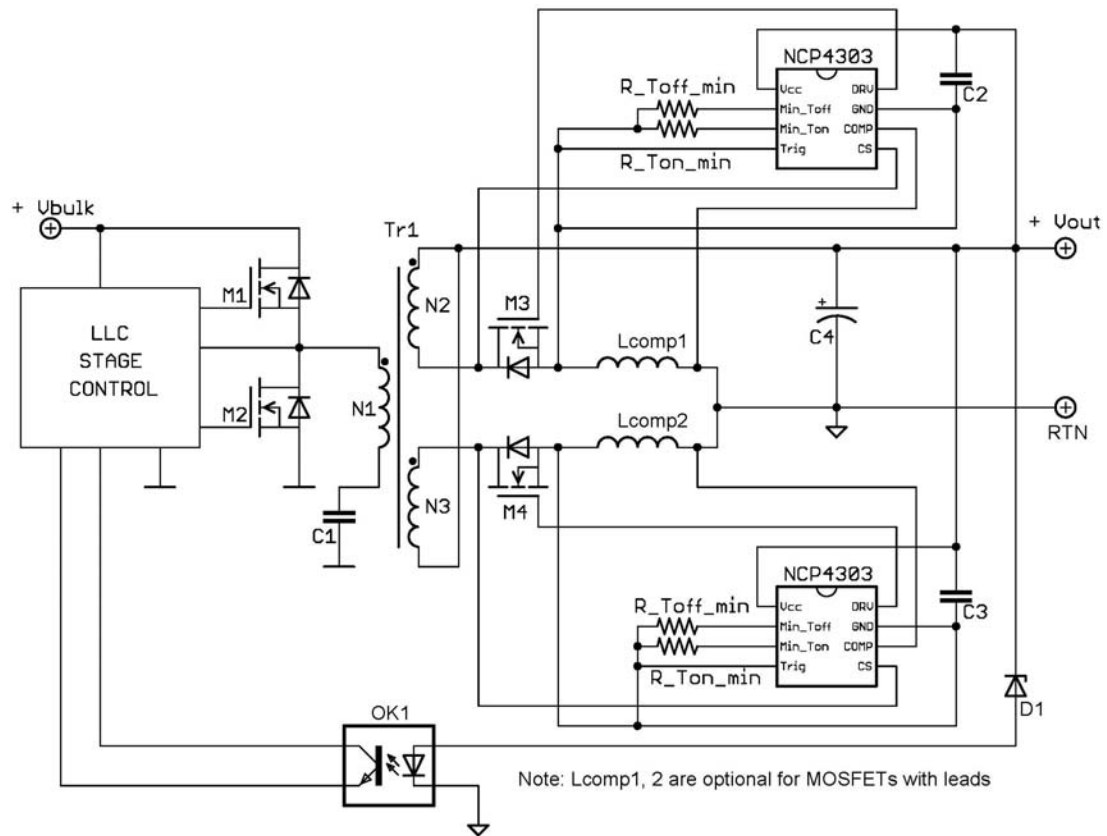 NCP4303
Vcc DRV
Min_Toff GND
Min_Ton COMP
Trig CS
R_Toff_min
R_Ton_min
C2
+ Vbulk
Tr1
+ Vout
M1
N2
M3
LLC
STAGE
CONTROL
Lcomp1
+
C4
M2
N1
Lcomp2
RTN
N3
M4
C1
NCP4303
Vcc DRV
Min_Toff GND
Min_Ton COMP
Trig CS
R_Toff_min
R_Ton_min
C3
D1
OK1
Note: Lcomp1, 2 are optional for MOSFETs with leads